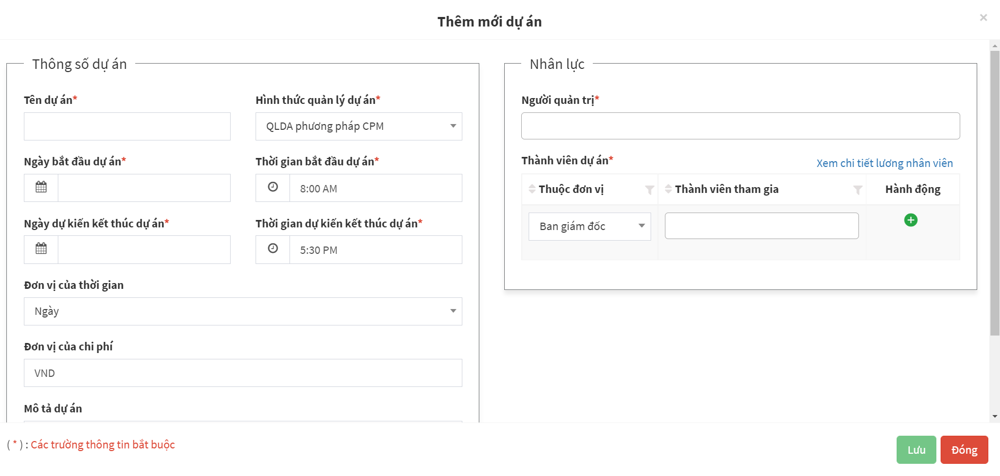 Thêm mới dự án
×
Thông số dự án
Tên dự án*
Hình thức quản lý dự án*
QLDA phương pháp CPM
Ngày bắt đầu dự án*
Thời gian bắt đầu dự án*
8:00 AM
Ngày dự kiến kết thúc dự án*
Thời gian dự kiến kết thúc dự án*
5:30 PM
Đơn vị của thời gian
Ngày
Đơn vị của chi phí
VND
Mô tả dự án
Nhân lực
Người quản trị*
Thành viên dự án*
Xem chi tiết lương nhân viên
Thuộc đơn vị Thành viên tham gia Hành động
Ban giám đốc
( * ) : Các trường thông tin bắt buộc
Lưu Đóng